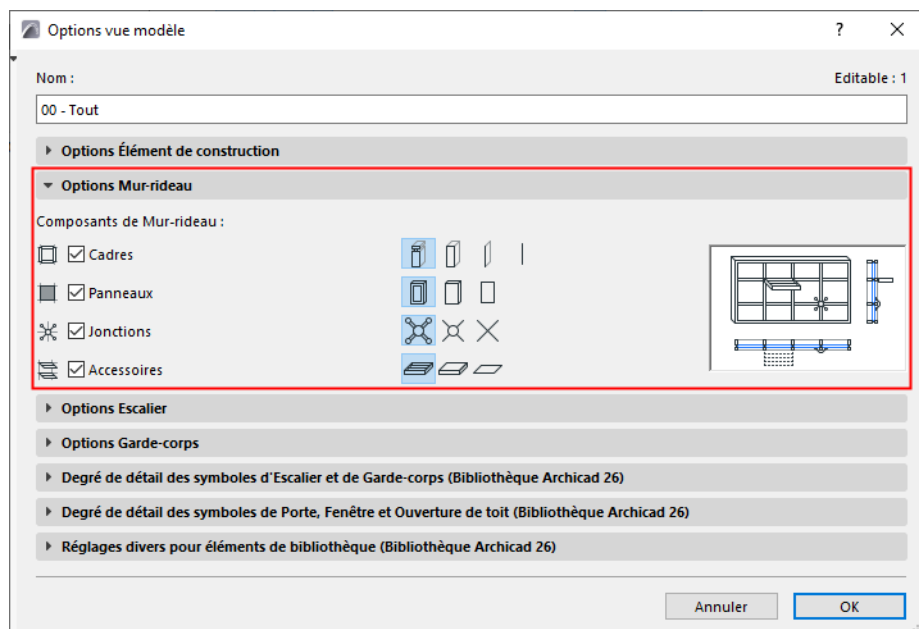 Options vue modèle
Nom :
Editable : 1
00 - Tout
Options Élément de construction
Options Mur-rideau
Composants de Mur-rideau :
Cadres
Panneaux
Jonctions
Accessoires
Options Escalier
Options Garde-corps
Degré de détail des symboles d'Escalier et de Garde-corps (Bibliothèque Archicad 26)
Degré de détail des symboles de Porte, Fenêtre et Ouverture de toit (Bibliothèque Archicad 26)
Réglages divers pour éléments de bibliothèque (Bibliothèque Archicad 26)
Annuler
OK